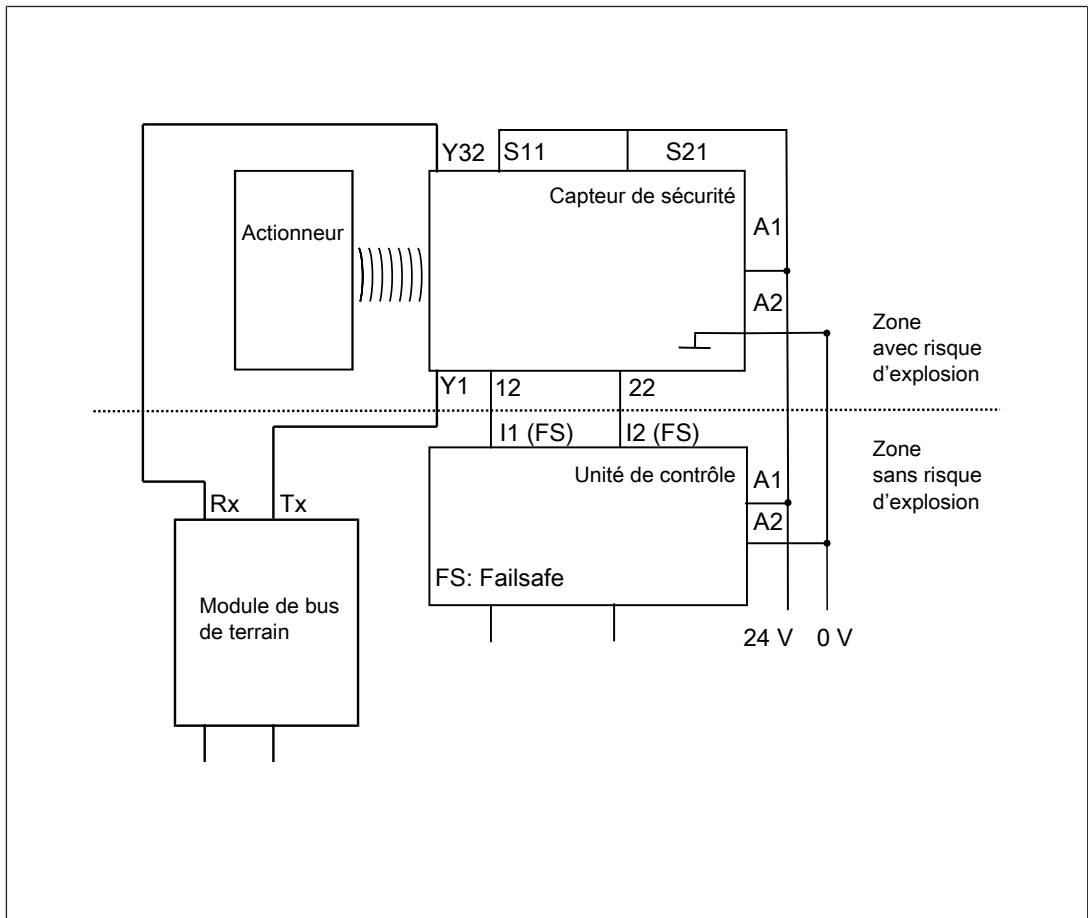 Y32
S11
S21
Capteur de sécurité
Actionneur
A1
A2
Zone
avec risque
d'explosion
Y1
12
22
I1 (FS)
I2 (FS)
Zone
sans risque
d'explosion
Unité de contrôle
A1
A2
Rx
Tx
FS: Failsafe
Module de bus
de terrain
24 V
0 V